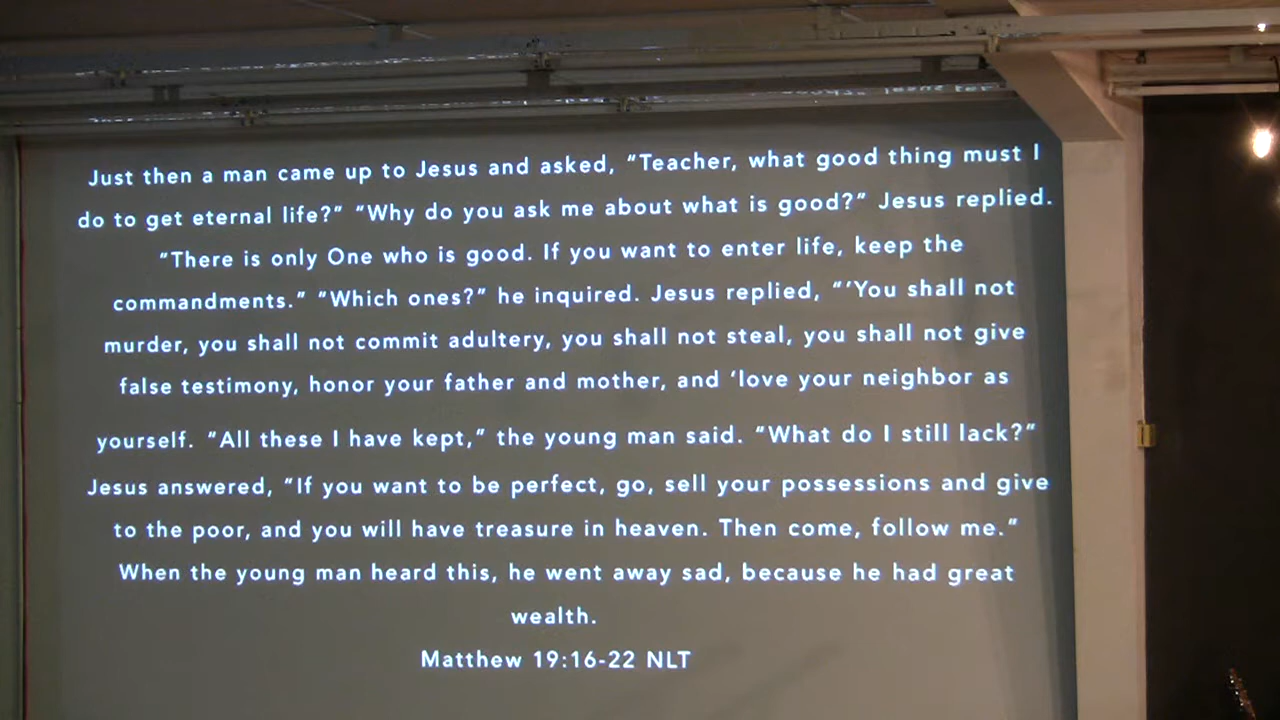 Just then a man came up to Jesus and asked, “Teacher, what good thing must I
do to get eternal life?” “Why do you ask me about what is good?” Jesus replied.
“There is only One who is good. If you want to enter life, keep the
commandments.” “Which ones?” he inquired. Jesus replied, “‘You shall not
murder, you shall not commit adultery, you shall not steal, you shall not give
false testimony, honor your father and mother, and ‘love your neighbor as
yourself. “All these I have kept,” the young man said. “What do I still lack?”
Jesus answered, “If you want to be perfect, go, sell your possessions and give
to the poor, and you will have treasure in heaven. Then come, follow me.”
When the young man heard this, he went away sad, because he had great
wealth.
Matthew 19:16-22 NLT